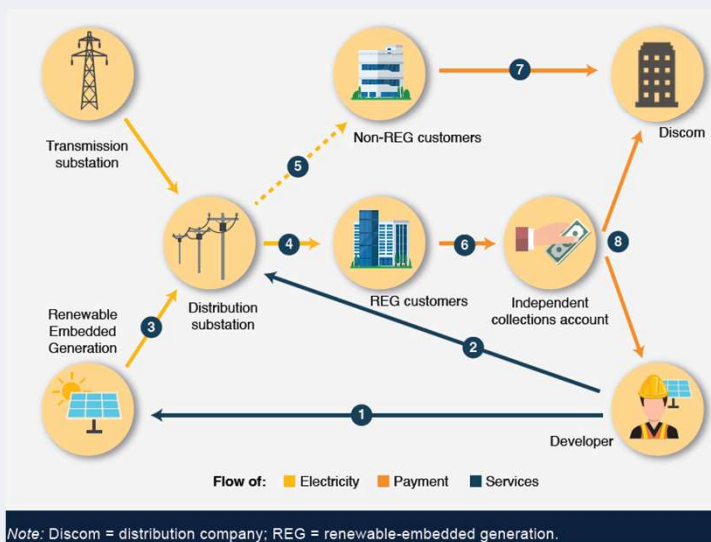 7
Transmission
substation
Non-REG customers
Discom
5
4
6
8
Renewable
Embedded
Generation
Distribution
substation
REG customers
Independent
collections account
3
2
1
Developer
Flow of: Electricity Payment Services
Note: Discom = distribution company; REG = renewable-embedded generation.